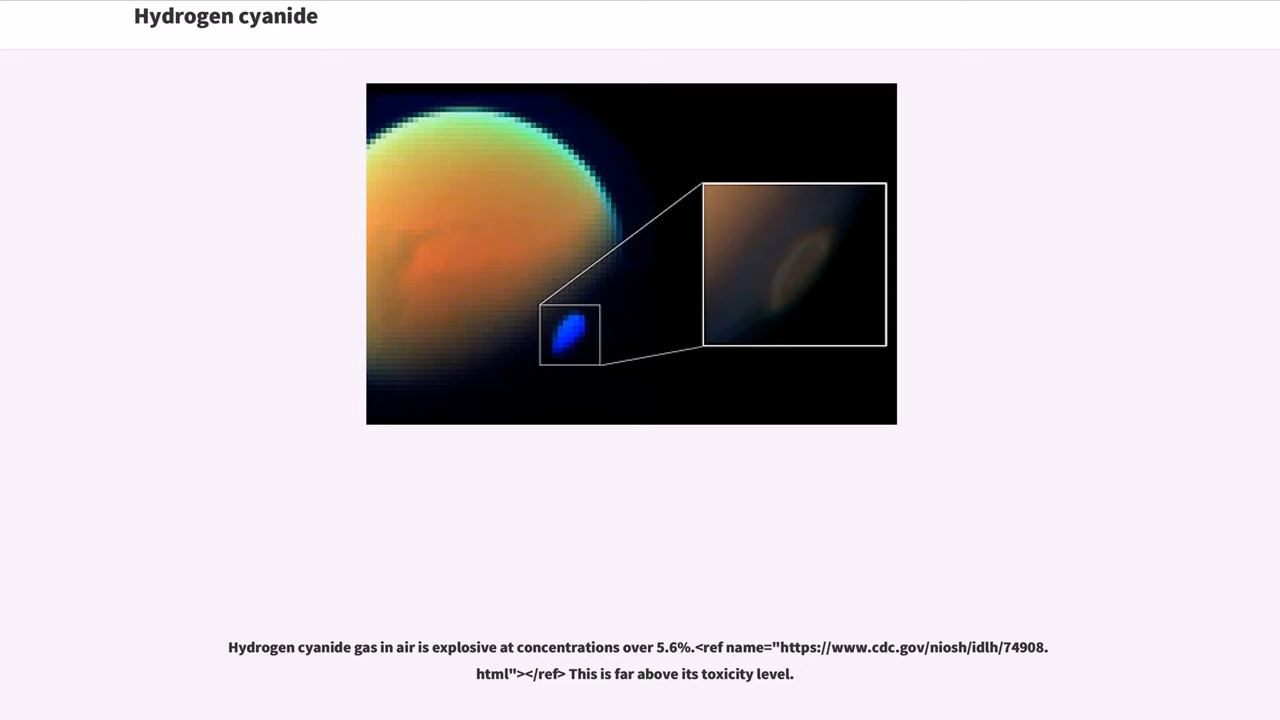 Hydrogen cyanide
Hydrogen cyanide gas in air is explosive at concentrations over 5.6%.<ref name="https://www.cdc.gov/niosh/idlh/74908.
html"></ref> This is far above its toxicity level.